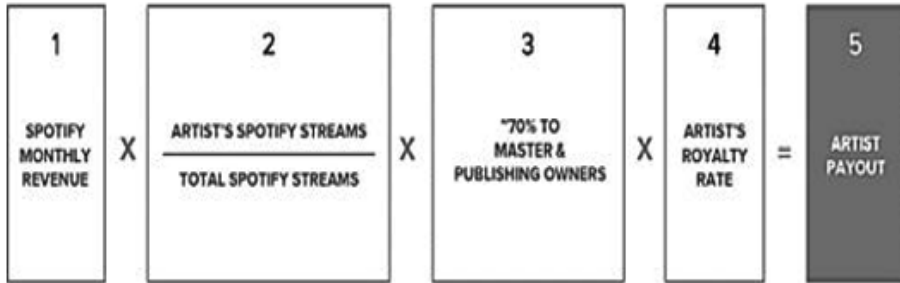 1
SPOTIFY
MONTHLY
REVENUE
X
2
ARTIST'S SPOTIFY STREAMS
TOTAL SPOTIFY STREAMS
X
3
"70% TO
MASTER &
PUBLISHING OWNERS
X
4
ARTIST'S
ROYALTY
RATE
=
5
ARTIST
PAYOUT